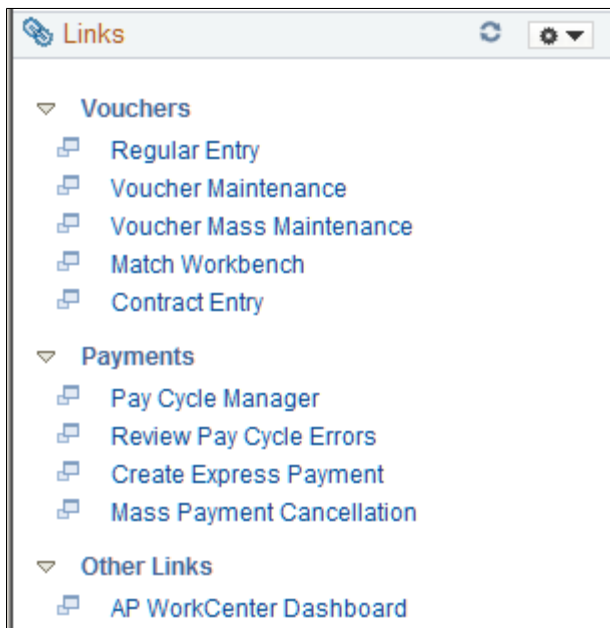 Links
Vouchers
Regular Entry
Voucher Maintenance
Voucher Mass Maintenance
Match Workbench
Contract Entry
Payments
Pay Cycle Manager
Review Pay Cycle Errors
Create Express Payment
Mass Payment Cancellation
Other Links
AP WorkCenter Dashboard